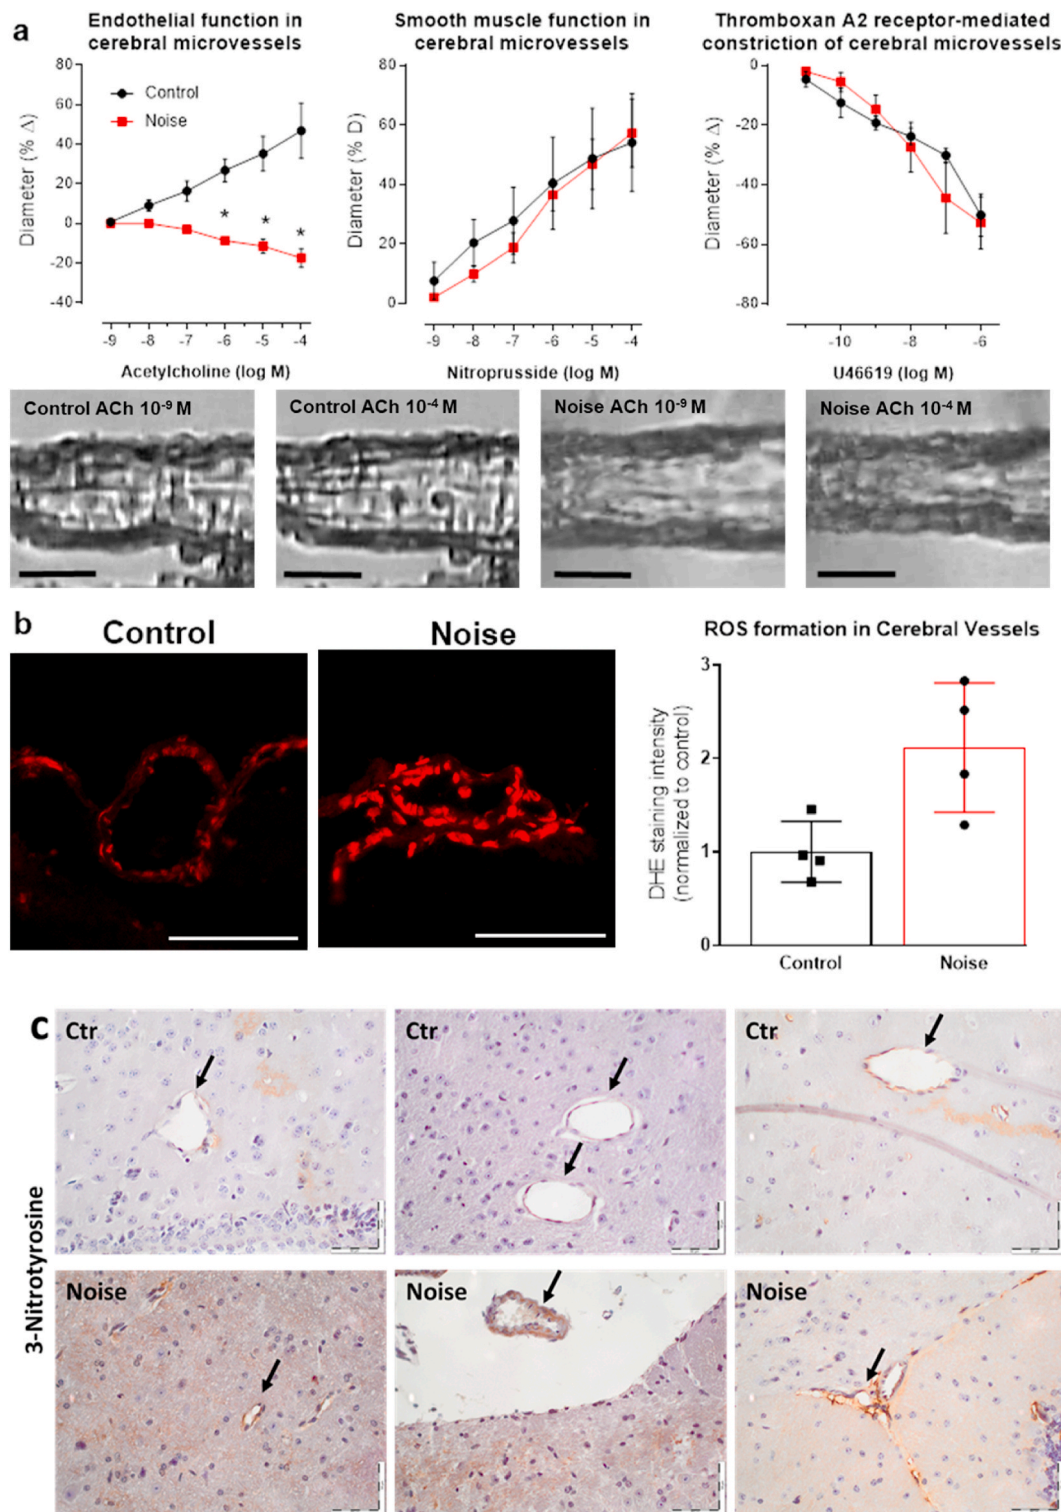 a
Endothelial function in
cerebral microvessels
Smooth muscle function in
cerebral microvessels
Thromboxan A2 receptor-mediated
constriction of cerebral microvessels
Diameter (% Δ)
80
60
40
20
0
-20
-40
Control
Noise
*
*
*
-9
-8
-7
-6
-5
-4
Acetylcholine (log M)
Diameter (% D)
80
60
40
20
0
-9
-8
-7
-6
-5
-4
Nitroprusside (log M)
Diameter (% Δ)
0
-20
-40
-60
-80
-10
-8
-6
U46619 (log M)
Control ACh 10⁻⁹ M
Control ACh 10⁻⁴ M
Noise ACh 10⁻⁹ M
Noise ACh 10⁻⁴ M
b
Control
Noise
ROS formation in Cerebral Vessels
DHE staining intensity
(normalized to control)
3
2
1
0
Control
Noise
c
3-Nitrotyrosine
Ctr
Ctr
Ctr
Noise
Noise
Noise